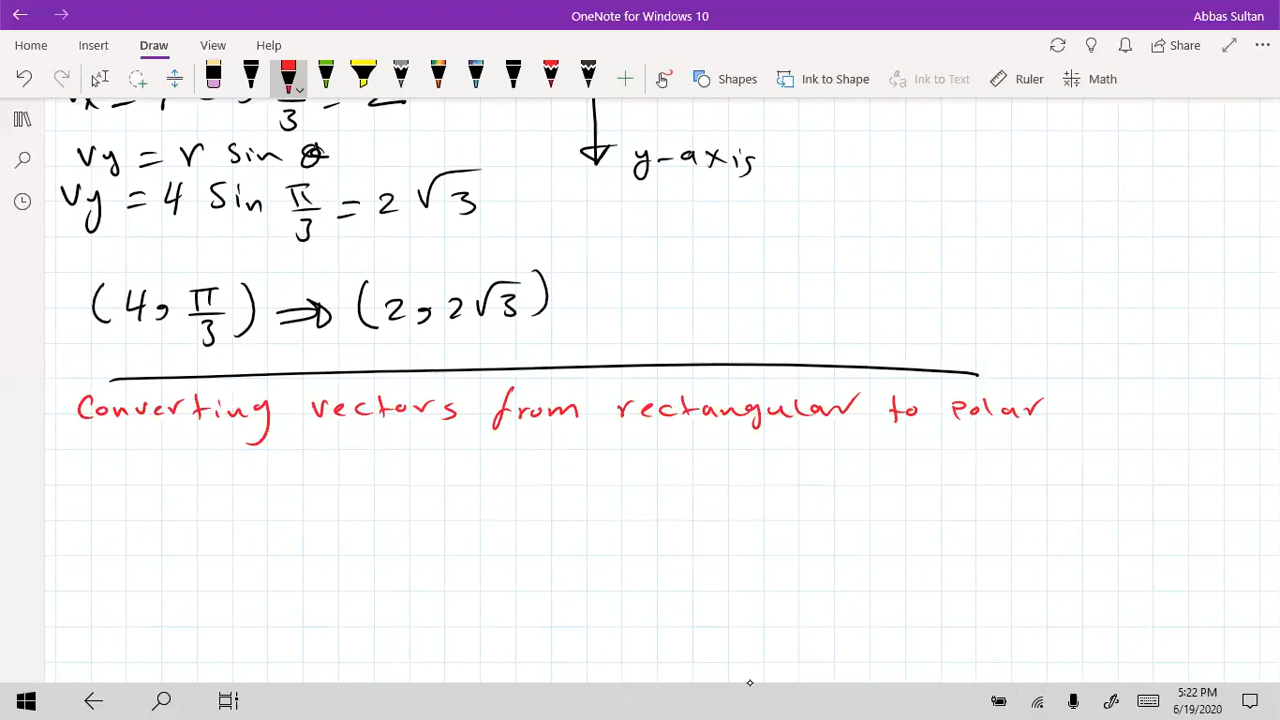 OneNote for Windows 10
Abbas Sultan
Home Insert Draw View Help
Share
Shapes Ink to Shape Ink to Text Ruler Math
π/3 = 2
vy = r sin θ
y-axis
vy = 4 sin π/3 = 2√3
(4, π/3) ⇒ (2, 2√3)
Converting vectors from rectangular to polar
5:22 PM
6/19/2020